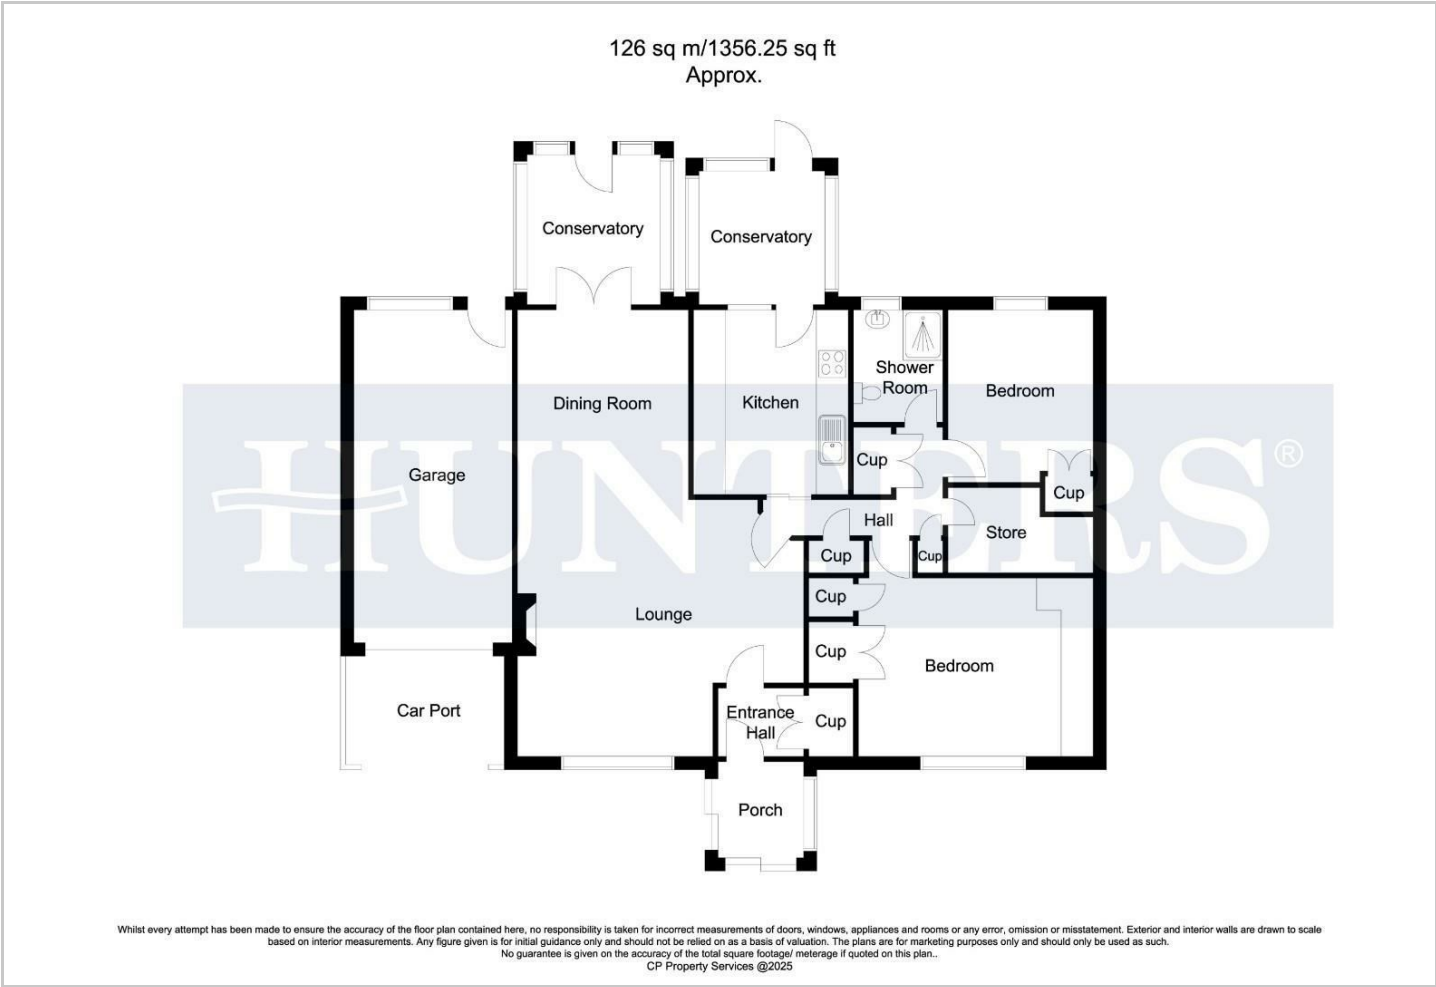 126 sq m/1356.25 sq ft
Approx.
Conservatory
Conservatory
Shower
Room
Bedroom
Dining Room
Kitchen
HUNTERS®
Garage
Cup
Cup
Hall
Store
Cup
Cup
Cup
Lounge
Cup
Bedroom
Car Port
Entrance
Hall
Cup
Porch
Whilst every attempt has been made to ensure the accuracy of the floor plan contained here, no responsibility is taken for incorrect measurements of doors, windows, appliances and rooms or any error, omission or misstatement. Exterior and interior walls are drawn to scale
based on interior measurements. Any figure given is for initial guidance only and should not be relied on as a basis of valuation. The plans are for marketing purposes only and should only be used as such.
No guarantee is given on the accuracy of the total square footage/ meterage if quoted on this plan..
CP Property Services @2025